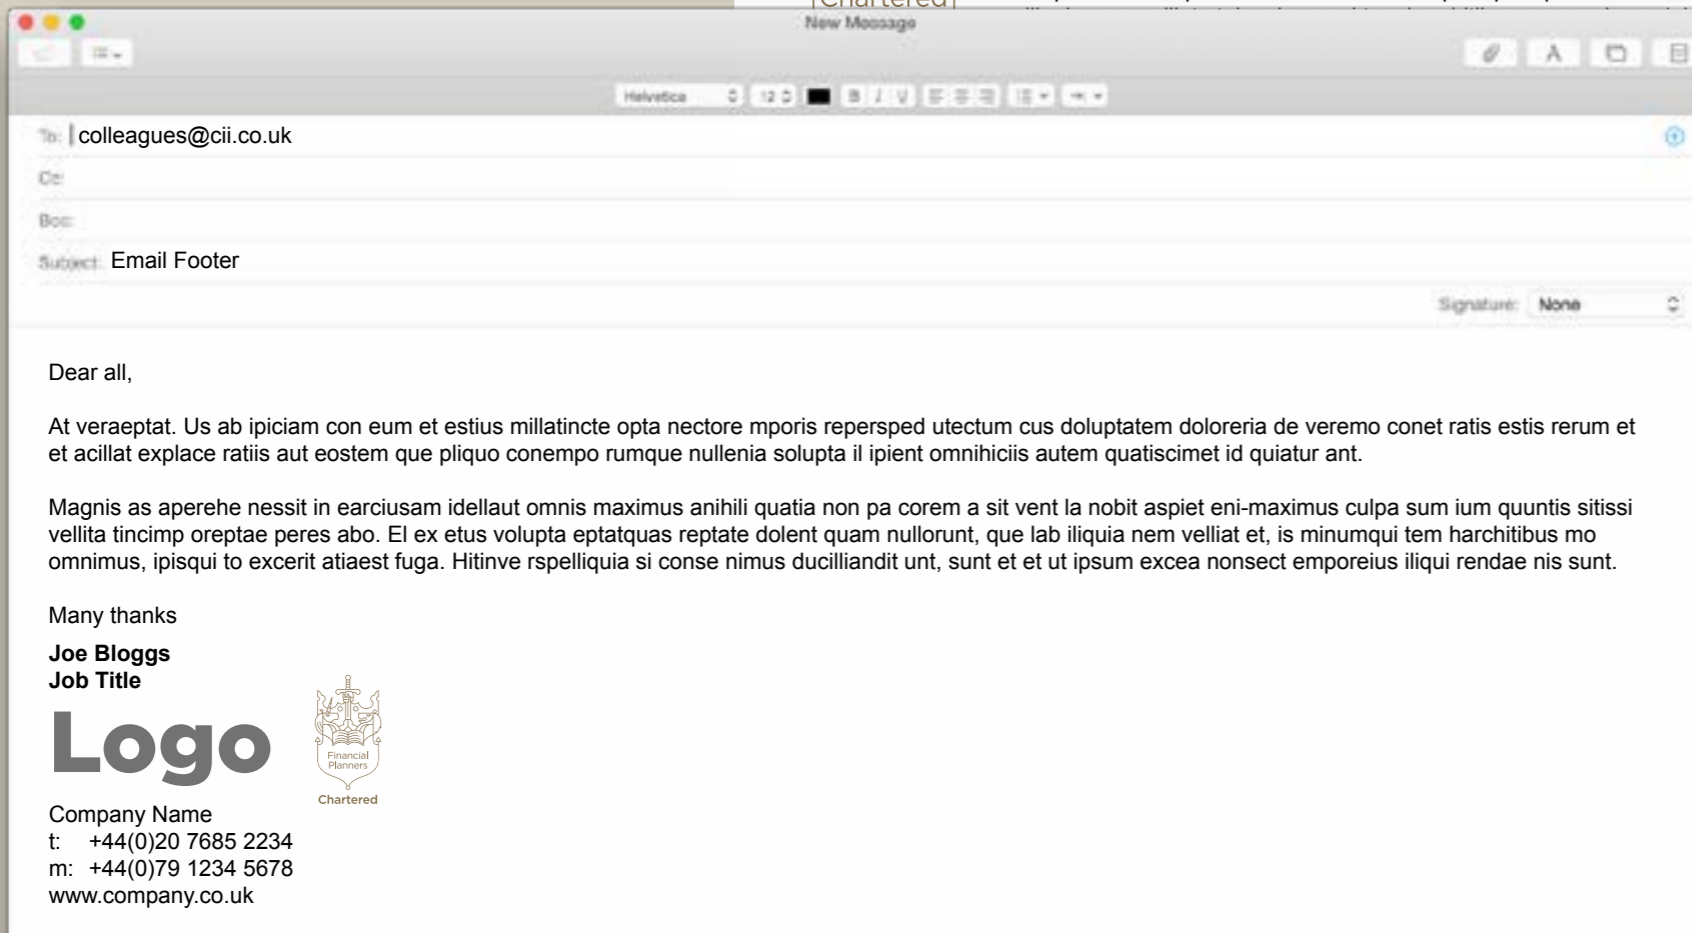 Chartered
New Message
Helvetica 12 B I U
To: colleagues@cii.co.uk
Cc:
Bcc:
Subject: Email Footer
Signature: None
Dear all,
At veraeptat. Us ab ipiciam con eum et estius millatincte opta nectore mporis repersped utectum cus doluptatem doloreria de veremo conet ratis estis rerum et
et acillat explace ratiis aut eostem que pliquo conempo rumque nullenia solupta il ipient omnihiciis autem quatiscimet id quiatur ant.
Magnis as aperehe nessit in earciusam idellaut omnis maximus anihili quatia non pa corem a sit vent la nobit aspiet eni-maximus culpa sum ium quuntis sitissi
vellita tincimp oreptae peres abo. El ex etus volupta eptatquas reptate dolent quam nullorunt, que lab iliquia nem velliat et, is minumqui tem harchitibus mo
omnimus, ipisqui to excerit atiaest fuga. Hitinve rspelliquia si conse nimus ducilliandit unt, sunt et et ut ipsum excea nonsect emporeius iliqui rendae nis sunt.
Many thanks
Joe Bloggs
Job Title
Logo
Financial
Planners
Chartered
Company Name
t: +44(0)20 7685 2234
m: +44(0)79 1234 5678
www.company.co.uk